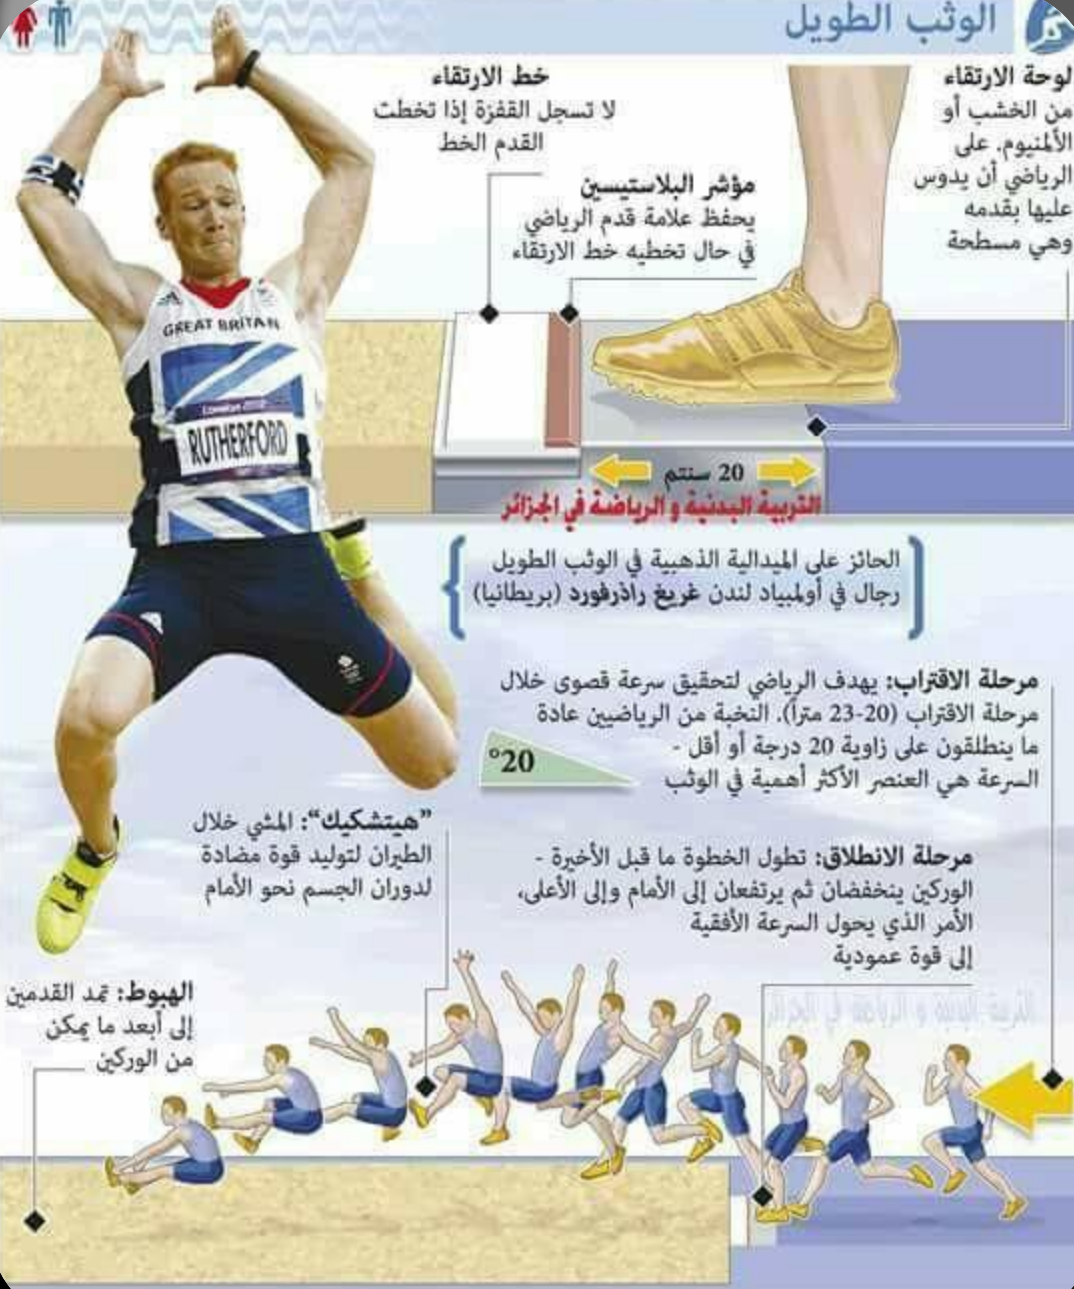 الوثب الطويل
لوحة الارتقاء
من الخشب أو
الألمنيوم. على
الرياضي أن يدوس
عليها بقدمه
وهي مسطحة
خط الارتقاء
لا تسجل القفزة إذا تخطت
القدم الخط
مؤشر البلاستيسين
يحفظ علامة قدم الرياضي
في حال تخطيه خط الارتقاء
GREAT BRITAIN
London 2012
RUTHERFORD
20 سنتم
التربية البدنية و الرياضة في الجزائر
الحائز على الميدالية الذهبية في الوثب الطويل
رجال في أولمبياد لندن غريغ راذرفورد (بريطانيا)
مرحلة الاقتراب: يهدف الرياضي لتحقيق سرعة قصوى خلال
مرحلة الاقتراب (20-23 متراً). النخبة من الرياضيين عادة
ما ينطلقون على زاوية 20 درجة أو أقل -
السرعة هي العنصر الأكثر أهمية في الوثب
20°
مرحلة الانطلاق: تطول الخطوة ما قبل الأخيرة -
الوركين ينخفضان ثم يرتفعان إلى الأمام وإلى الأعلى،
الأمر الذي يحول السرعة الأفقية
إلى قوة عمودية
”هيتشكيك“: المشي خلال
الطيران لتوليد قوة مضادة
لدوران الجسم نحو الأمام
الهبوط: تمد القدمين
إلى أبعد ما يمكن
من الوركين
التربية البدنية و الرياضة في الجزائر